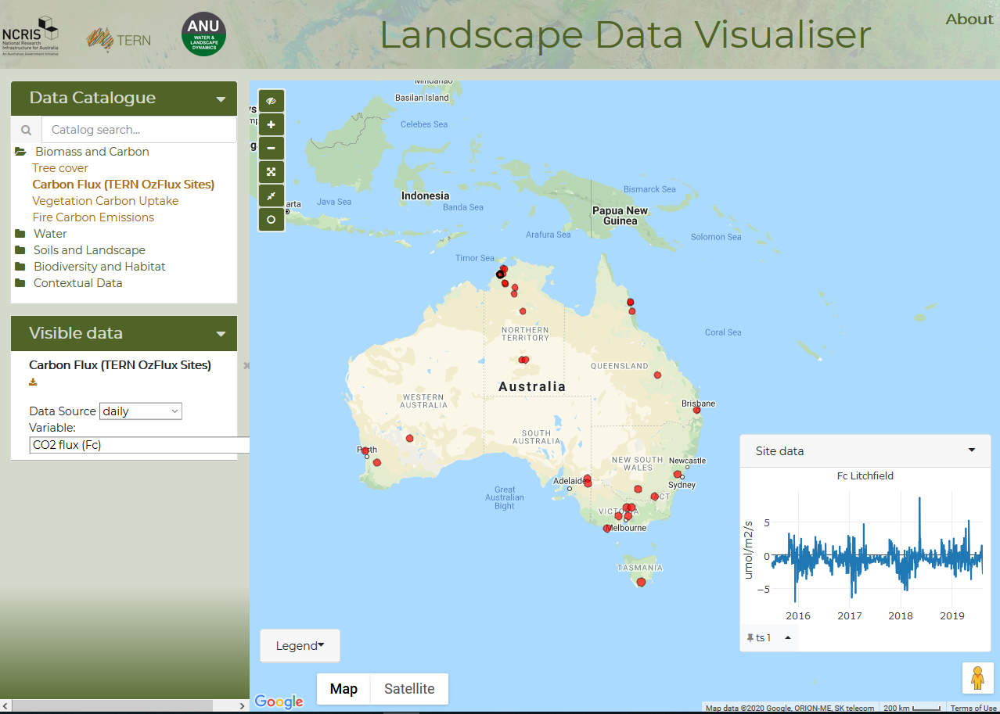 NCRIS
National Research
Infrastructure for Australia
An Australian Government Initiative
TERN
ANU
WATER &
LANDSCAPE
DYNAMICS
Landscape Data Visualiser
About
Data Catalogue
Catalog search...
Biomass and Carbon
Tree cover
Carbon Flux (TERN OzFlux Sites)
Vegetation Carbon Uptake
Fire Carbon Emissions
Water
Soils and Landscape
Biodiversity and Habitat
Contextual Data
Visible data
Carbon Flux (TERN OzFlux Sites)
Data Source daily
Variable:
CO2 flux (Fc)
Mindanao
Basilan Island
Celebes Sea
Indonesia
Java Sea
Banda Sea
Bismarck Sea
Papua New
Guinea
Arafura Sea
Solomon Sea
Timor Sea
Coral Sea
NORTHERN
TERRITORY
QUEENSLAND
Australia
WESTERN
AUSTRALIA
Brisbane
SOUTH
AUSTRALIA
Perth
NEW SOUTH
WALES
Newcastle
Adelaide
Sydney
Great
Australian
Bight
ACT
VICTORIA
Melbourne
TASMANIA
Site data
Fc Litchfield
umol/m2/s
5
0
−5
2016 2017 2018 2019
ts 1
Legend
Map Satellite
Google
Map data ©2020 Google, ORION-ME, SK telecom 200 km Terms of Use